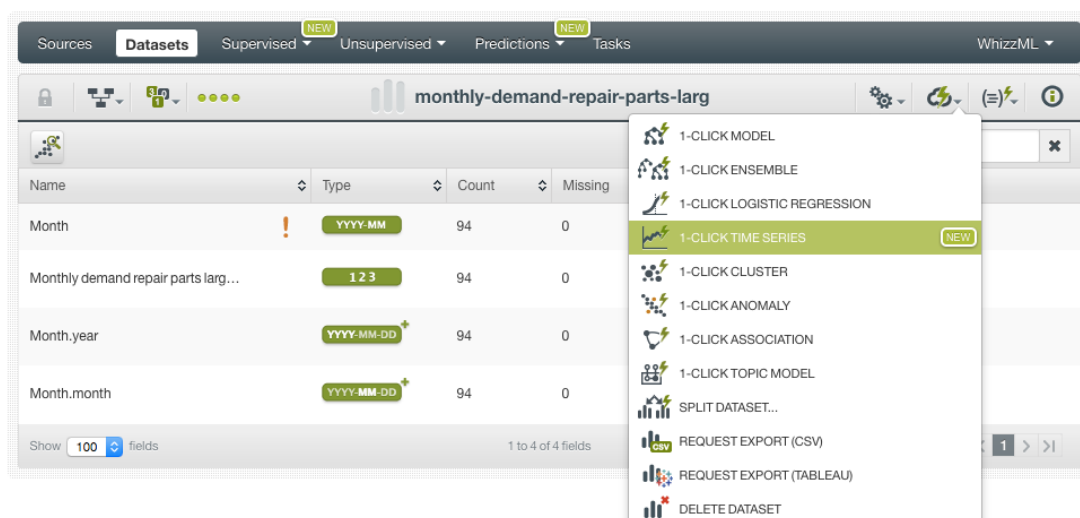 NEW NEW
Sources Datasets Supervised Unsupervised Predictions Tasks WhizzML
monthly-demand-repair-parts-larg
Name Type Count Missing
Month YYYY-MM 94 0
Monthly demand repair parts larg... 1 2 3 94 0
Month.year YYYY-MM-DD 94 0
Month.month YYYY-MM-DD 94 0
Show 100 fields 1 to 4 of 4 fields 1
1-CLICK MODEL
1-CLICK ENSEMBLE
1-CLICK LOGISTIC REGRESSION
1-CLICK TIME SERIES NEW
1-CLICK CLUSTER
1-CLICK ANOMALY
1-CLICK ASSOCIATION
1-CLICK TOPIC MODEL
SPLIT DATASET...
CSV REQUEST EXPORT (CSV)
REQUEST EXPORT (TABLEAU)
DELETE DATASET